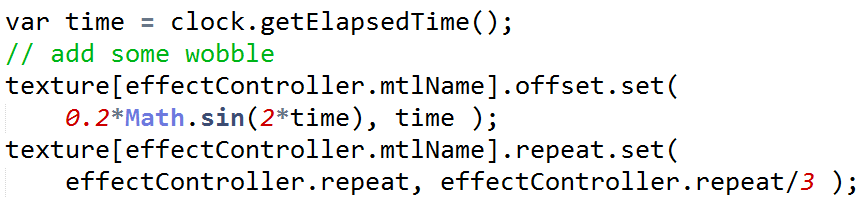 var time = clock.getElapsedTime();
// add some wobble
texture[effectController.mtlName].offset.set(
    0.2*Math.sin(2*time), time );
texture[effectController.mtlName].repeat.set(
    effectController.repeat, effectController.repeat/3 );